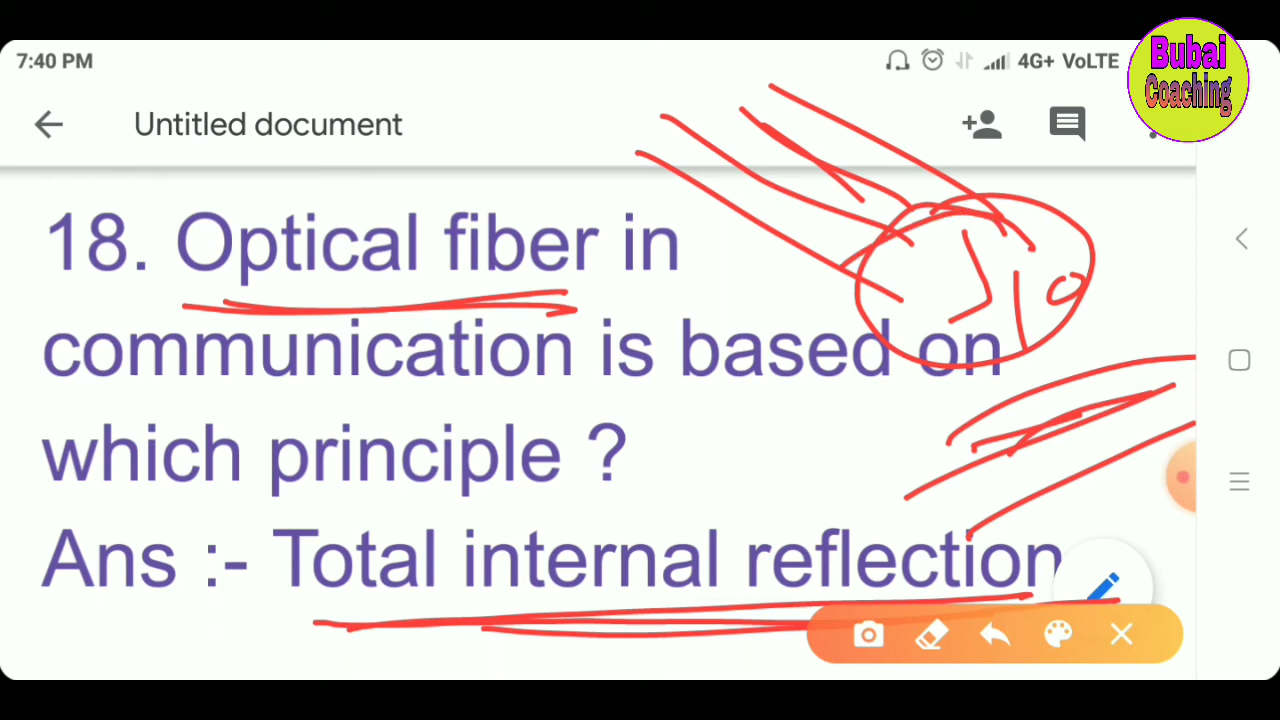 7:40 PM
4G+ VoLTE
Bubai
Coaching
Untitled document
18. Optical fiber in
communication is based on
which principle ?
Ans :- Total internal reflection